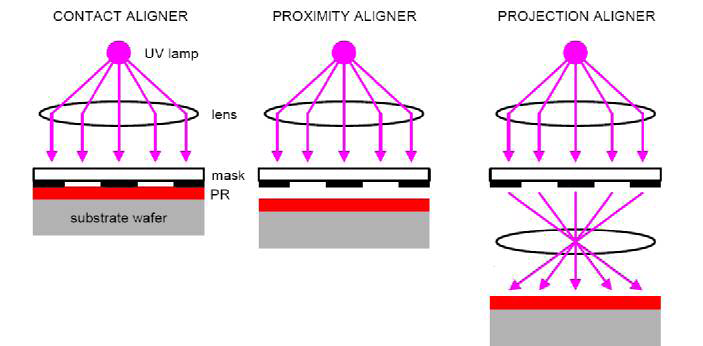 CONTACT ALIGNER
PROXIMITY ALIGNER
PROJECTION ALIGNER
UV lamp
lens
mask
PR
substrate wafer